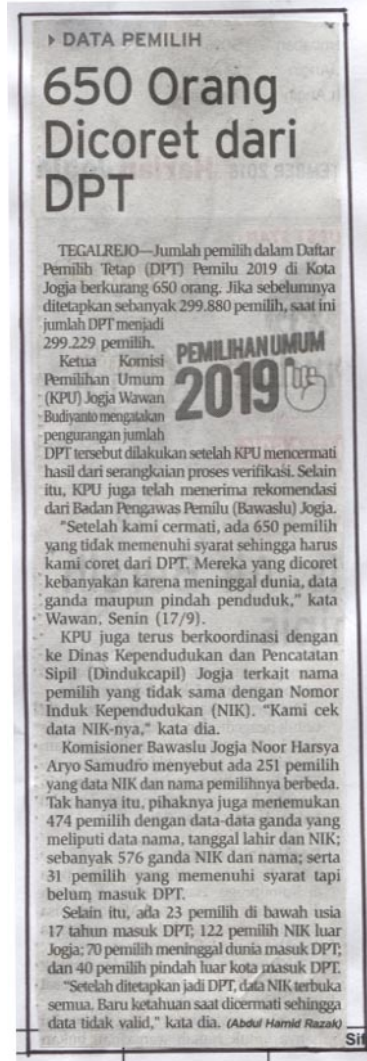 DATA PEMILIH
650 Orang
Dicoret dari
DPT
TEGALREJO—Jumlah pemilih dalam Daftar
Pemilih Tetap (DPT) Pemilu 2019 di Kota
Jogja berkurang 650 orang. Jika sebelumnya
ditetapkan sebanyak 299.880 pemilih, saat ini
jumlah DPT menjadi
299.229 pemilih.
Ketua Komisi
Pemilihan Umum
(KPU) Jogja Wawan
Budiyanto mengatakan
pengurangan jumlah
PEMILIHAN UMUM
2019
DPT tersebut dilakukan setelah KPU mencermati
hasil dari serangkaian proses verifikasi. Selain
itu, KPU juga telah menerima rekomendasi
dari Badan Pengawas Pemilu (Bawaslu) Jogja.
"Setelah kami cermati, ada 650 pemilih
yang tidak memenuhi syarat sehingga harus
kami coret dari DPT. Mereka yang dicoret
kebanyakan karena meninggal dunia, data
ganda maupun pindah penduduk," kata
Wawan, Senin (17/9).
KPU juga terus berkoordinasi dengan
ke Dinas Kependudukan dan Pencatatan
Sipil (Dindukcapil) Jogja terkait nama
pemilih yang tidak sama dengan Nomor
Induk Kependudukan (NIK). "Kami cek
data NIK-nya," kata dia.
Komisioner Bawaslu Jogja Noor Harsya
Aryo Samudro menyebut ada 251 pemilih
yang data NIK dan nama pemilihnya berbeda.
Tak hanya itu, pihaknya juga menemukan
474 pemilih dengan data-data ganda yang
meliputi data nama, tanggal lahir dan NIK;
sebanyak 576 ganda NIK dan nama; serta
31 pemilih yang memenuhi syarat tapi
belum masuk DPT.
Selain itu, ada 23 pemilih di bawah usia
17 tahun masuk DPT; 122 pemilih NIK luar
Jogja; 70 pemilih meninggal dunia masuk DPT;
dan 40 pemilih pindah luar kota masuk DPT.
"Setelah ditetapkan jadi DPT, data NIK terbuka
semua. Baru ketahuan saat dicermati sehingga
data tidak valid," kata dia. (Abdul Hamid Razak)